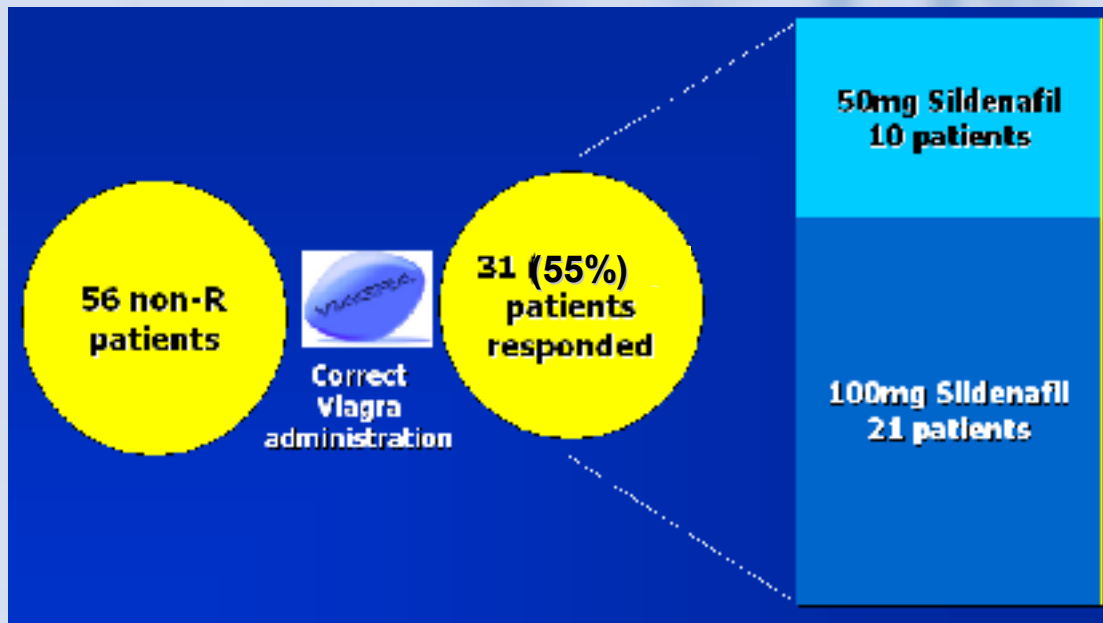 56 non-R
patients
Correct
Viagra
administration
31 (55%)
patients
responded
50mg Sildenafil
10 patients
100mg Sildenafil
21 patients